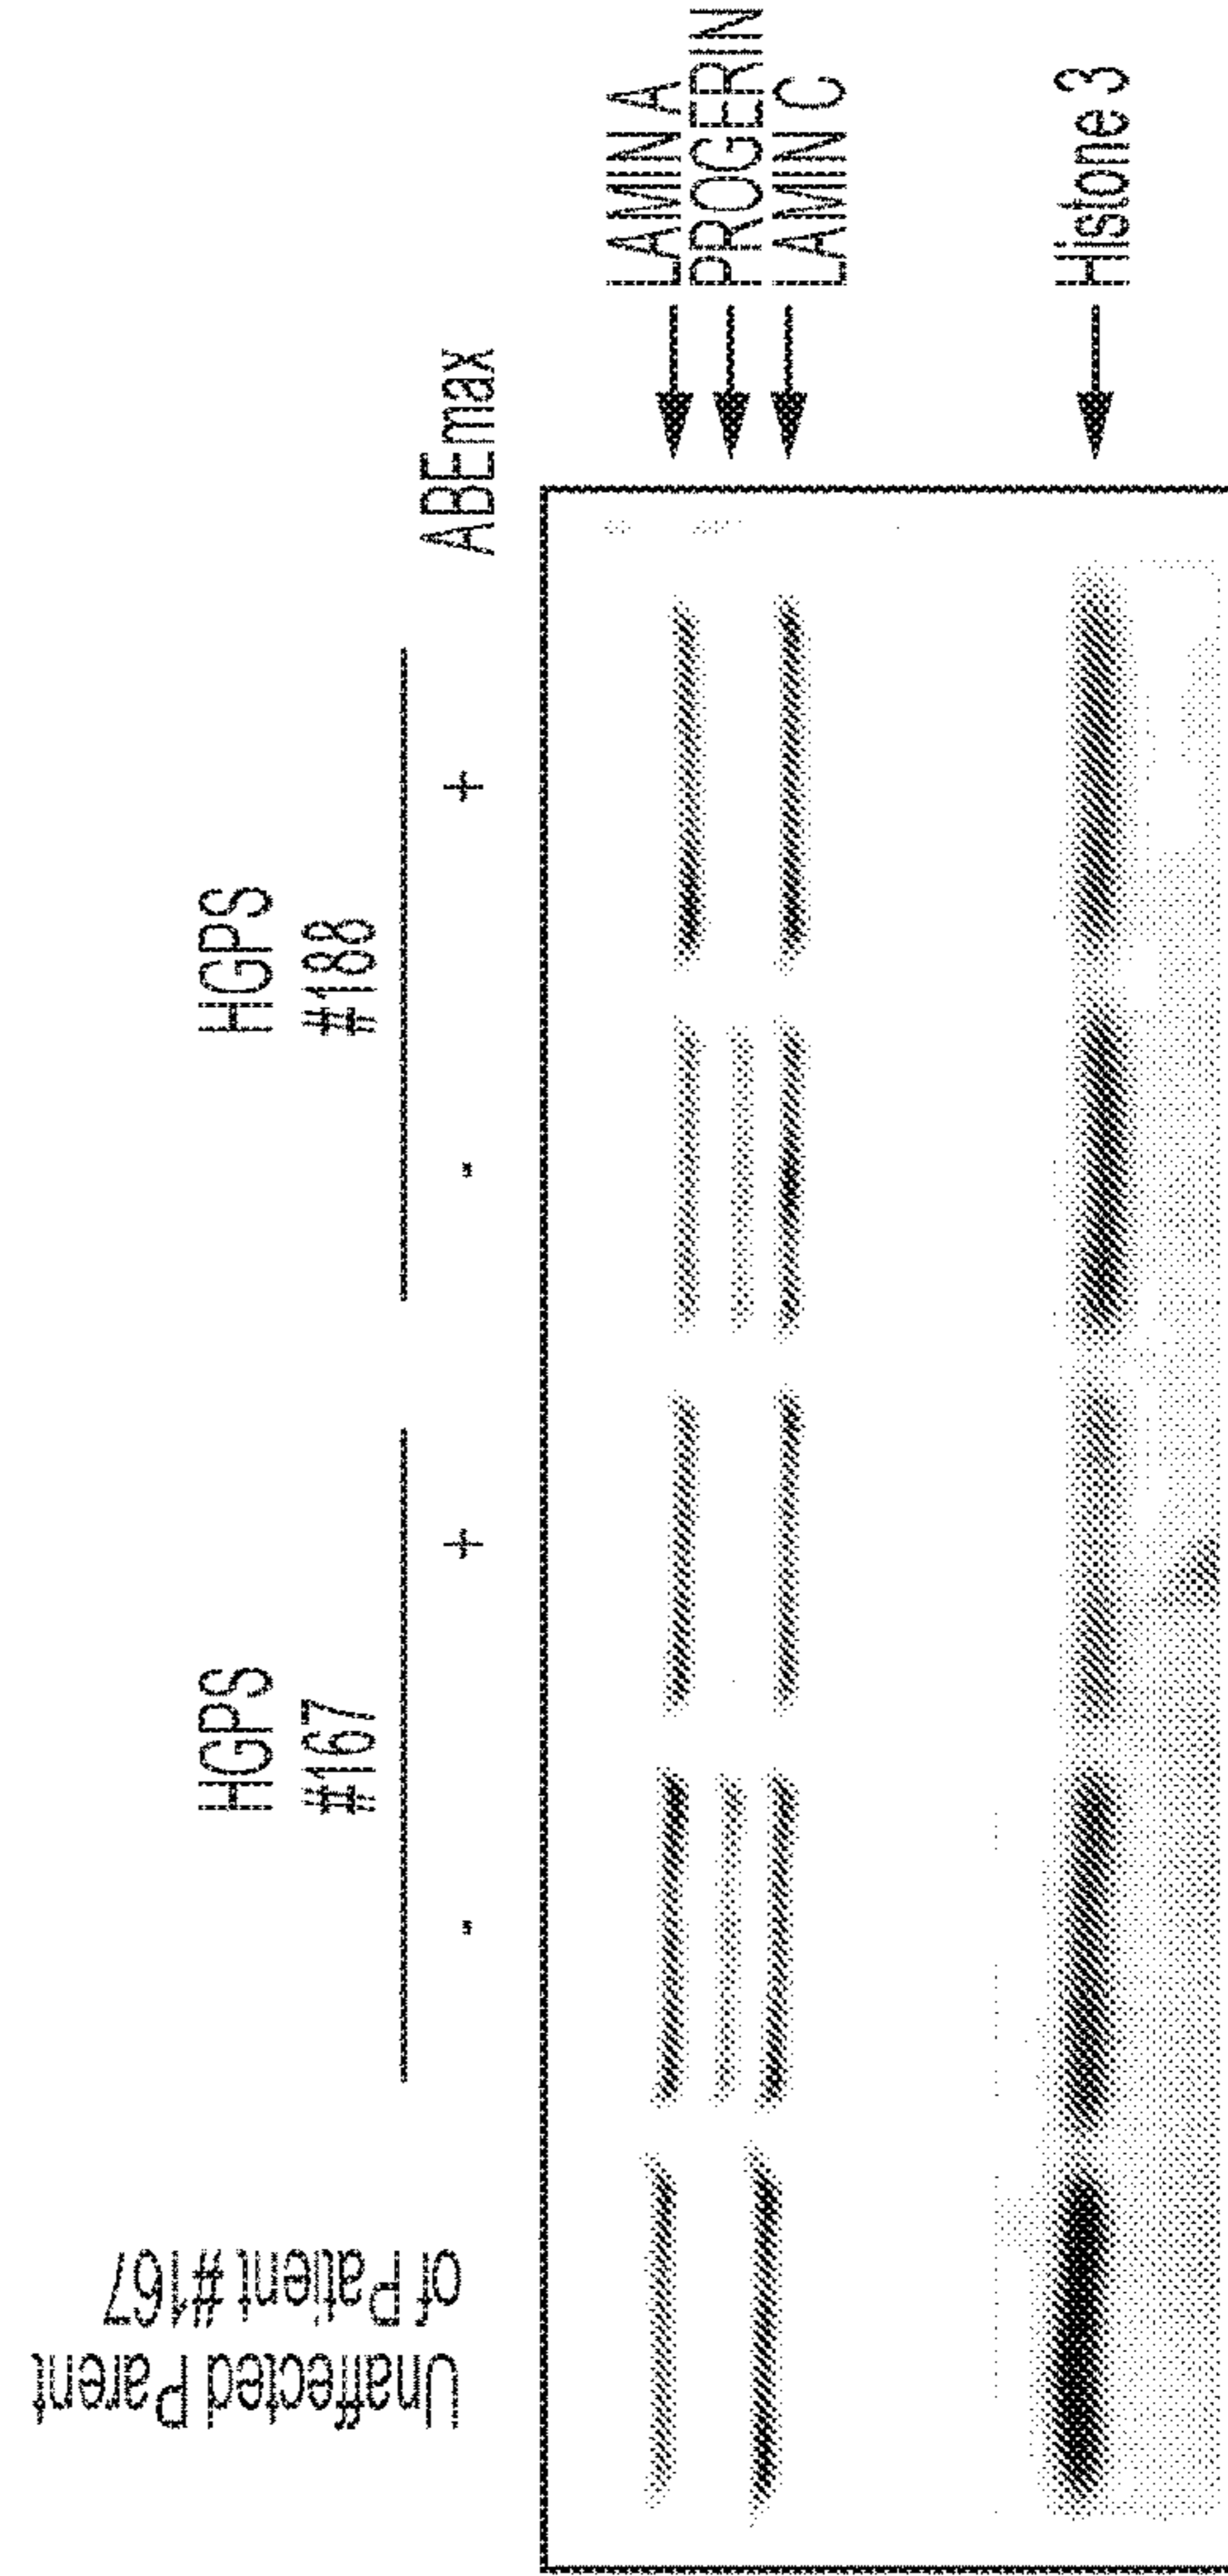 Unaffected Parent
of Patient #167
HGPS
#167
HGPS
#188
- + - + ABEmax
LAMIN A
PROGERIN
LAMIN C
Histone 3